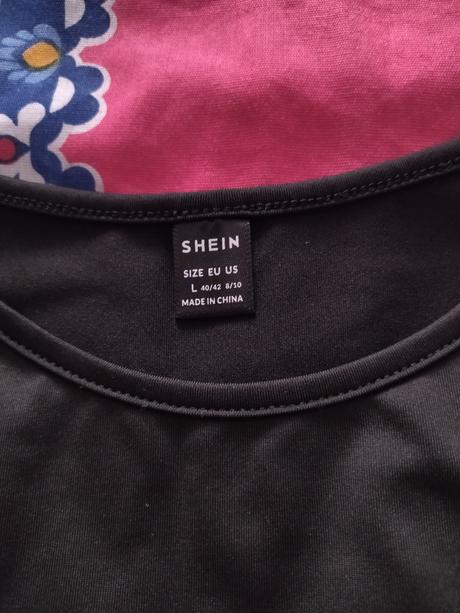 SHEIN
SIZE EU US
L 40/42 8/10
MADE IN CHINA